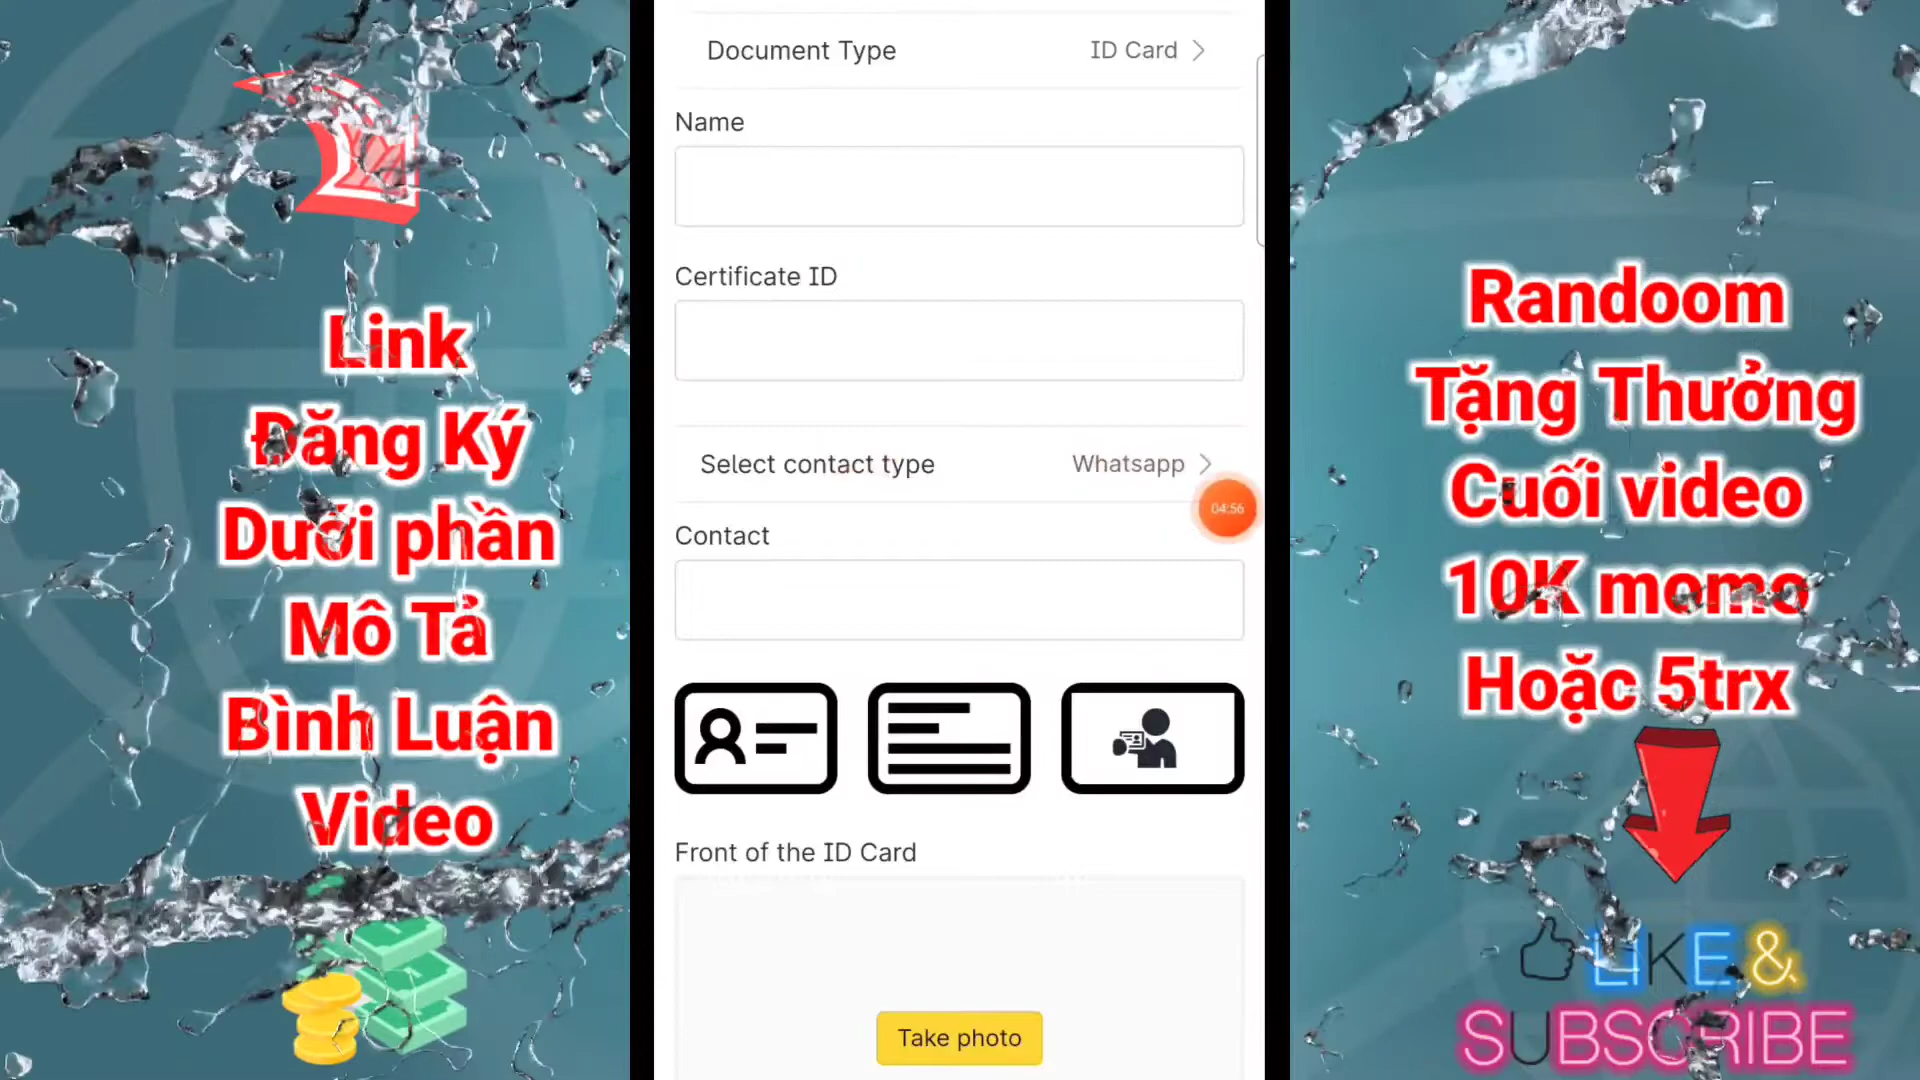 Link
Đăng Ký
Dưới phần
Mô Tả
Bình Luận
Video
Document Type
ID Card
Name
Certificate ID
Select contact type
Whatsapp
04:56
Contact
Front of the ID Card
Take photo
Randoom
Tặng Thưởng
Cuối video
10K momo
Hoặc 5trx
LIKE &
SUBSCRIBE